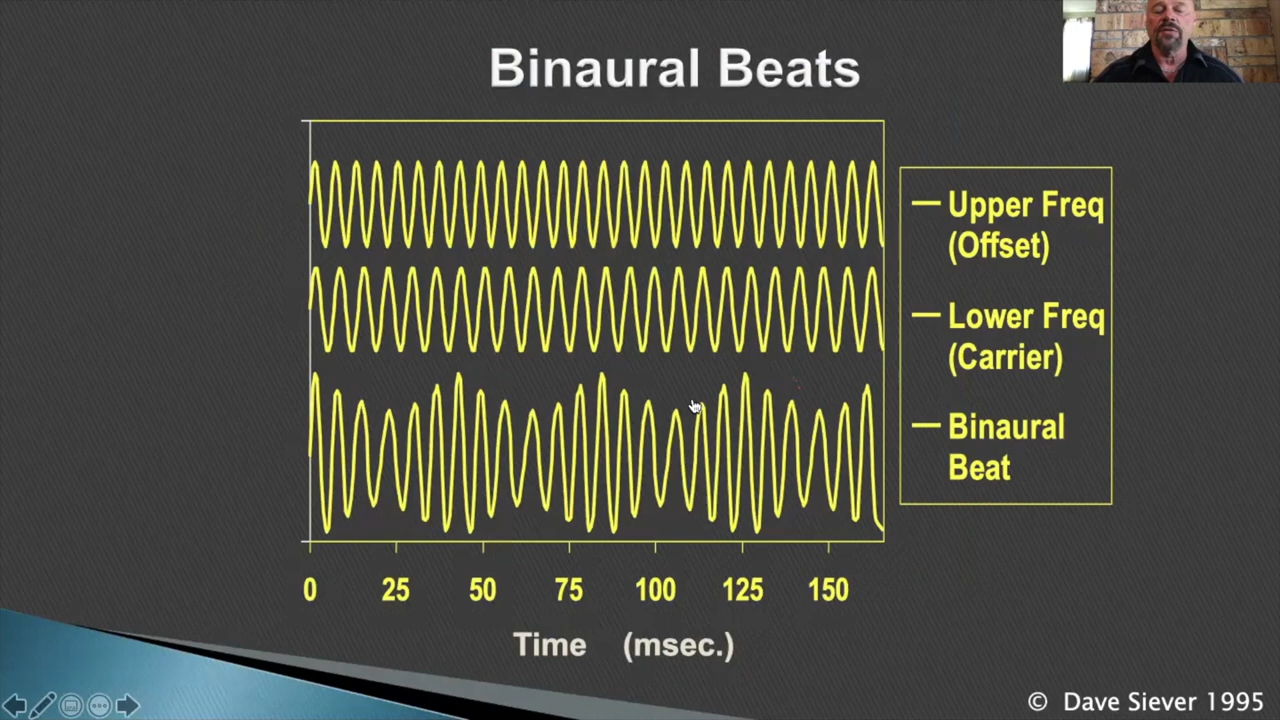 Binaural Beats
Upper Freq
(Offset)
Lower Freq
(Carrier)
Binaural
Beat
0 25 50 75 100 125 150
Time (msec.)
© Dave Siever 1995